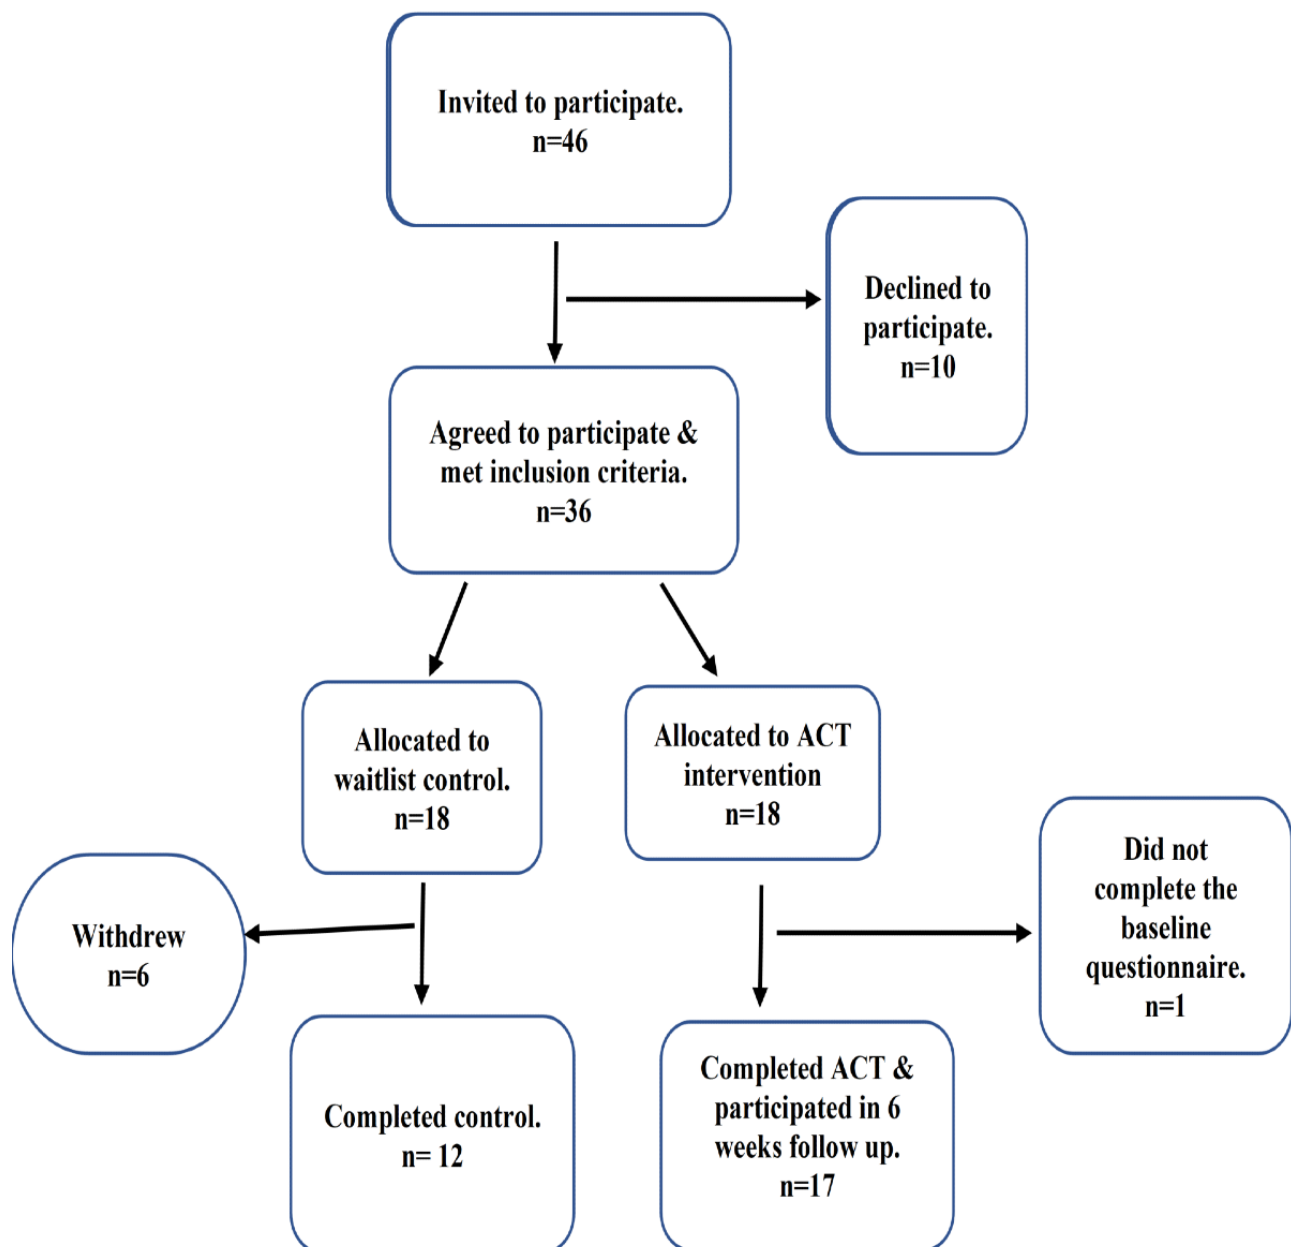 Invited to participate.
n=46
Declined to
participate.
n=10
Agreed to participate &
met inclusion criteria.
n=36
Allocated to
waitlist control.
n=18
Allocated to ACT
intervention
n=18
Withdrew
n=6
Did not
complete the
baseline
questionnaire.
n=1
Completed control.
n= 12
Completed ACT &
participated in 6
weeks follow up.
n=17